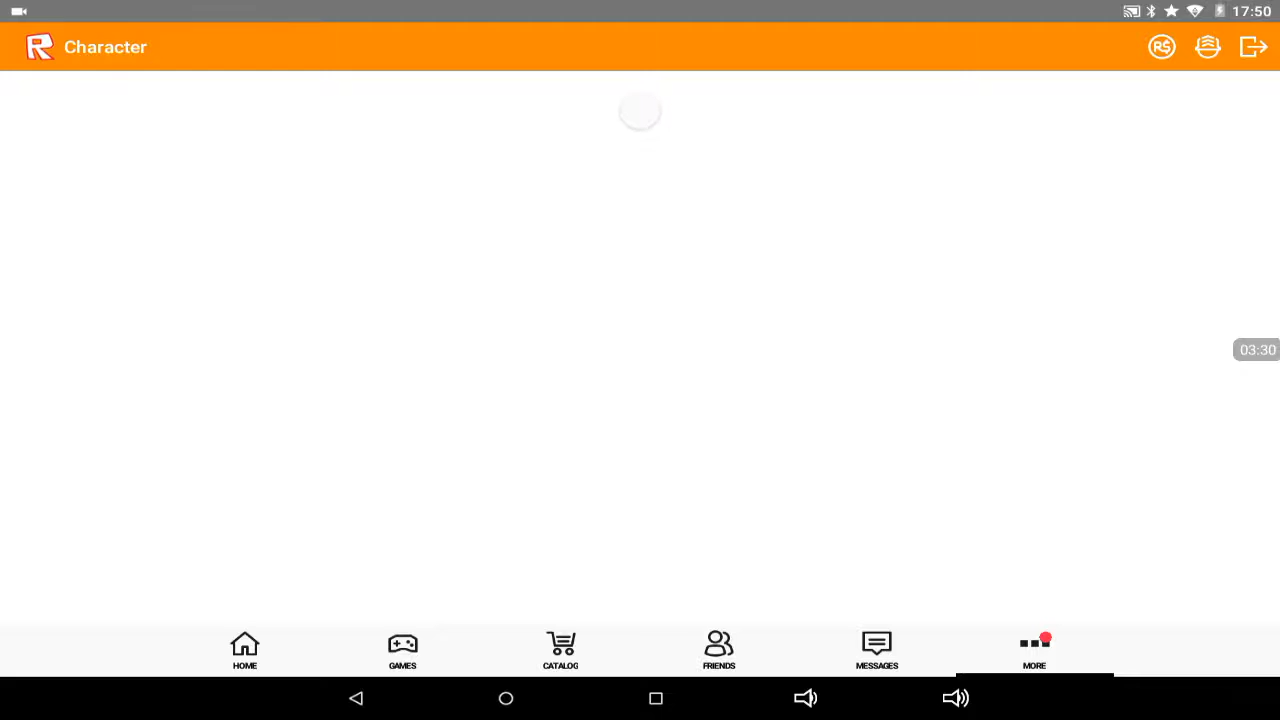 17:50
R Character
R$
03:30
HOME GAMES CATALOG FRIENDS MESSAGES MORE